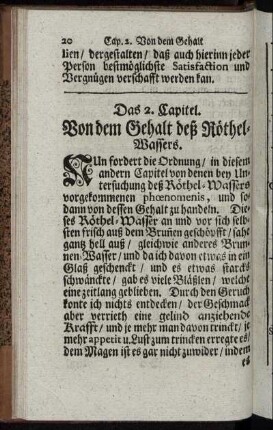 20 Cap. 2. Von dem Gehalt
lien/ dergestalten/ daß auch hierinn jeder
Person bestmöglichste Satisfaction und
Vergnügen verschafft werden kan.
Das 2. Capitel.
Von dem Gehalt deß Röthel-
Wassers.
NUn fordert die Ordnung/ in diesem
andern Capitel von denen bey Un-
tersuchung deß Röthel-Wassers
vorgekommenen phœnomenis, und so-
dann von dessen Gehalt zu handeln. Die-
ses Röthel-Wasser an und vor sich selb-
sten frisch auß dem Brunen geschöpfft/ sahe
ganz hell auß/ gleichwie anderes Brun-
nen-Wasser/ und da ich davon etwas in ein
Glaß geschenckt/ und es etwas starck
schwänckte/ gab es viele Bläßlen/ welche
eine zeitlang geblieben. Durch den Geruch
konte ich nichts entdecken/ der Geschmack
aber verrieth eine gelind anziehende
Krafft/ und je mehr man davon trinckt/ je
mehr appetit u. Lust zum trincken erregte es/
dem Magen ist es gar nicht zuwider/ indem
es